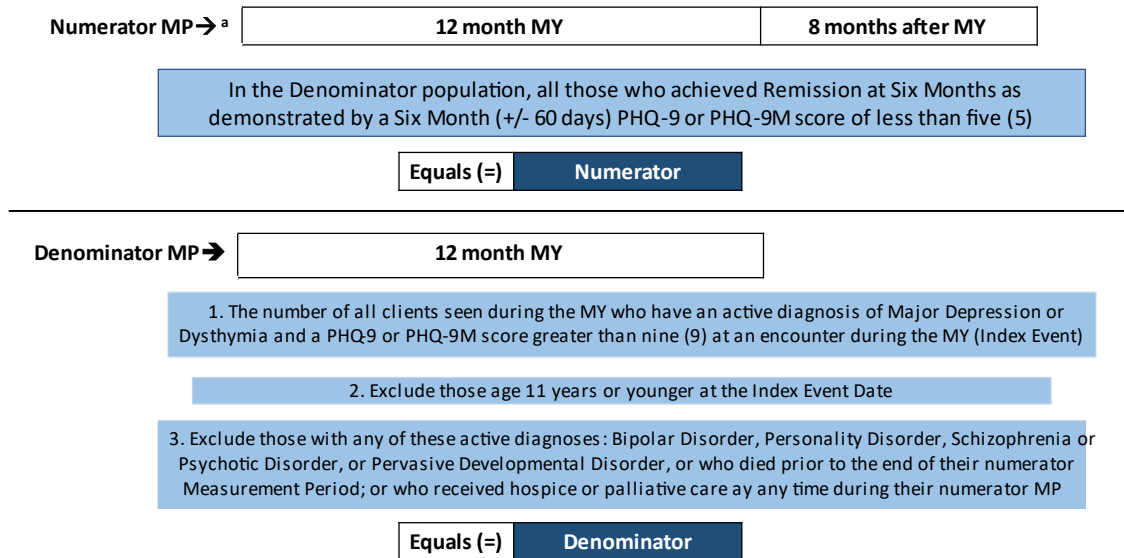 Numerator MP➔ a 12 month MY 8 months after MY
In the Denominator population, all those who achieved Remission at Six Months as
demonstrated by a Six Month (+/- 60 days) PHQ-9 or PHQ-9M score of less than five (5)
Equals (=) Numerator
Denominator MP➔ 12 month MY
1. The number of all clients seen during the MY who have an active diagnosis of Major Depression or
Dysthymia and a PHQ-9 or PHQ-9M score greater than nine (9) at an encounter during the MY (Index Event)
2. Exclude those age 11 years or younger at the Index Event Date
3. Exclude those with any of these active diagnoses: Bipolar Disorder, Personality Disorder, Schizophrenia or
Psychotic Disorder, or Pervasive Developmental Disorder, or who died prior to the end of their numerator
Measurement Period; or who received hospice or palliative care ay any time during their numerator MP
Equals (=) Denominator